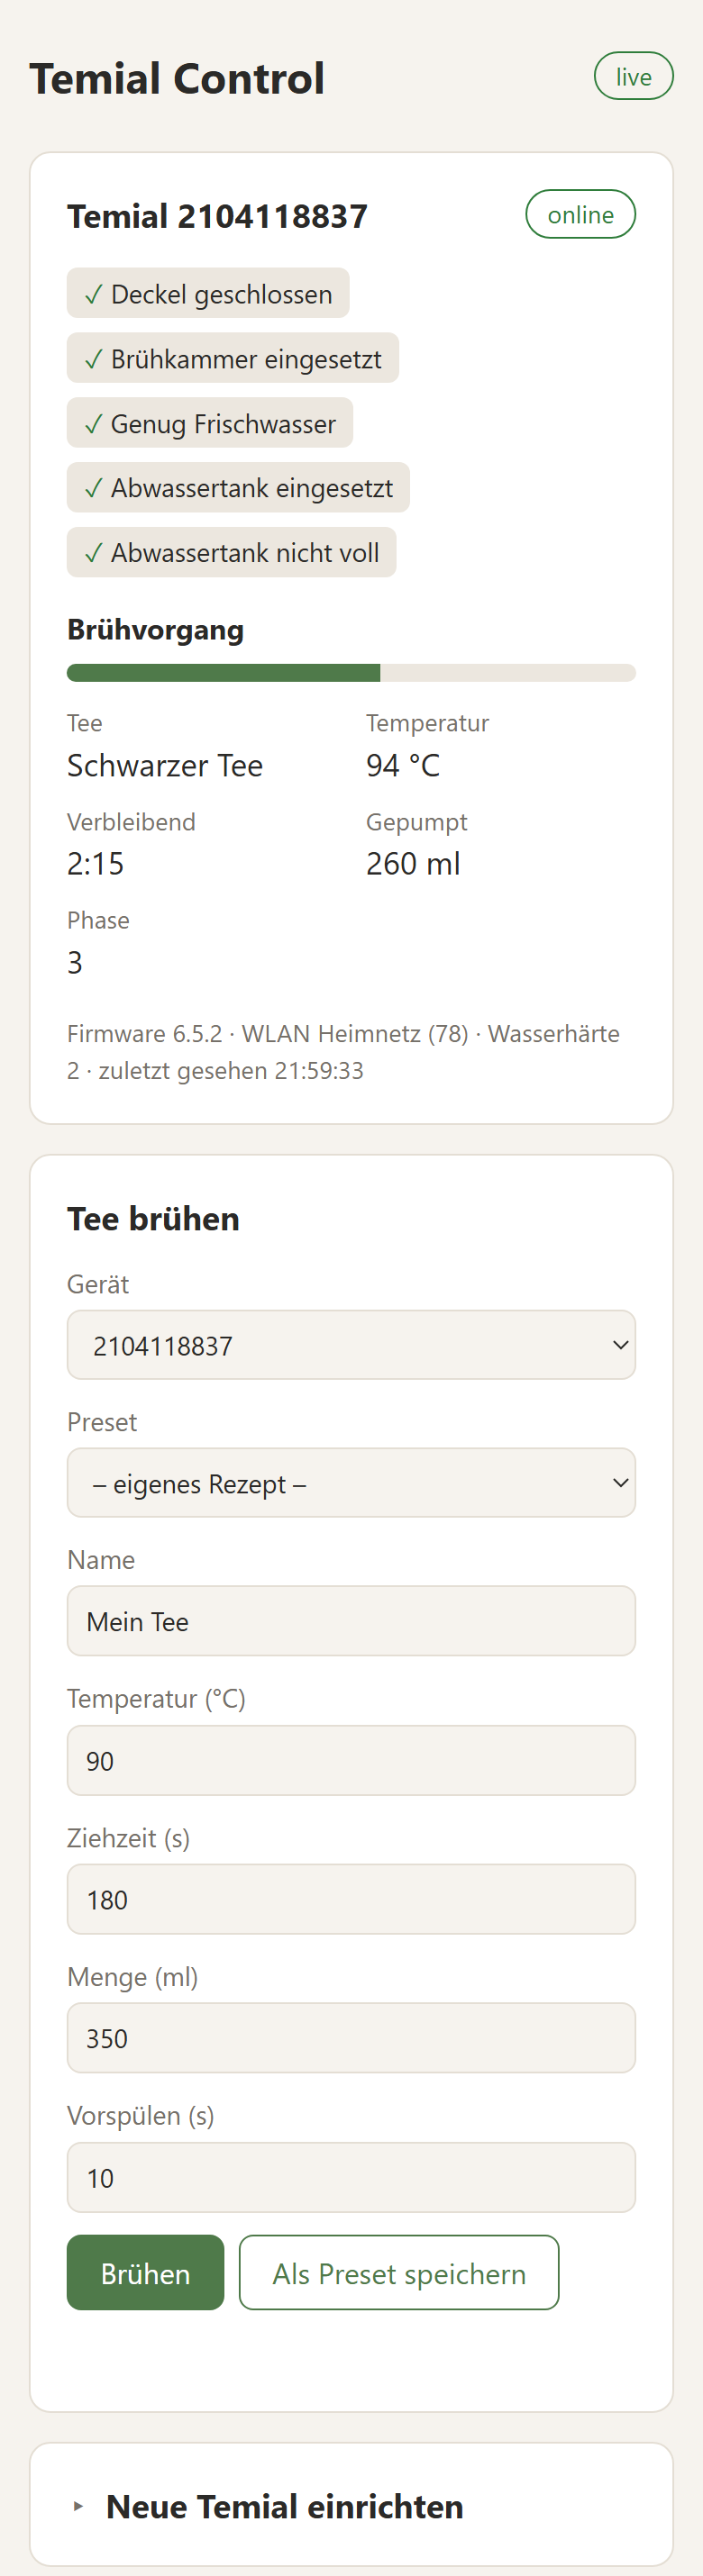 Temial Control
live
Temial 2104118837
online
✓ Deckel geschlossen
✓ Brühkammer eingesetzt
✓ Genug Frischwasser
✓ Abwassertank eingesetzt
✓ Abwassertank nicht voll
Brühvorgang
Tee
Temperatur
Schwarzer Tee
94 °C
Verbleibend
Gepumpt
2:15
260 ml
Phase
3
Firmware 6.5.2 · WLAN Heimnetz (78) · Wasserhärte
2 · zuletzt gesehen 21:59:33
Tee brühen
Gerät
2104118837
Preset
– eigenes Rezept –
Name
Mein Tee
Temperatur (°C)
90
Ziehzeit (s)
180
Menge (ml)
350
Vorspülen (s)
10
Brühen
Als Preset speichern
Neue Temial einrichten